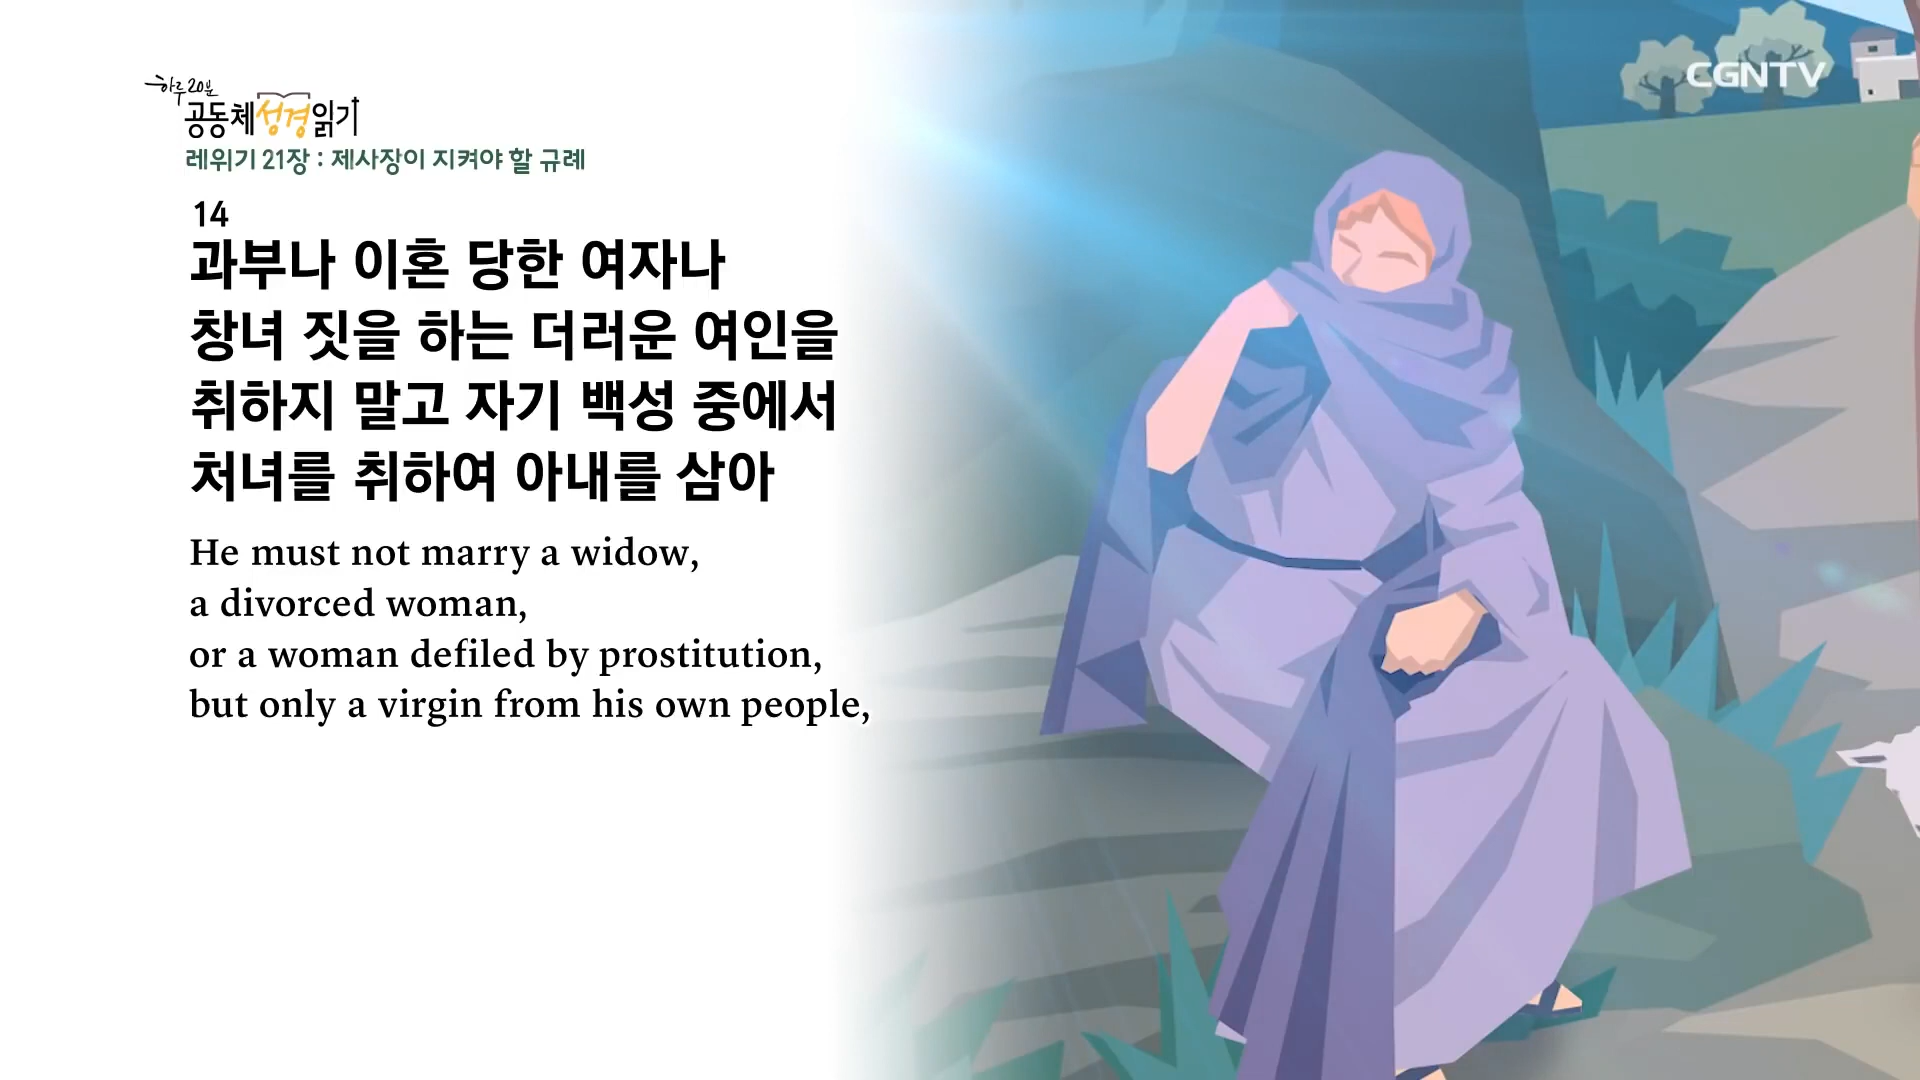 하루 20분
공동체성경읽기
레위기 21장 : 제사장이 지켜야 할 규례
14
과부나 이혼 당한 여자나
창녀 짓을 하는 더러운 여인을
취하지 말고 자기 백성 중에서
처녀를 취하여 아내를 삼아
He must not marry a widow,
a divorced woman,
or a woman defiled by prostitution,
but only a virgin from his own people,
CGNTV